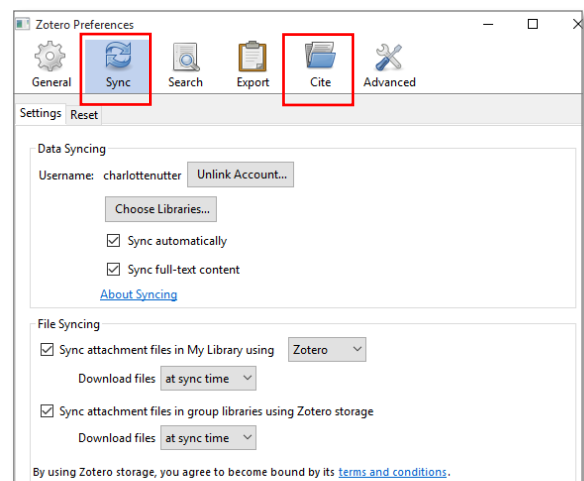 Zotero Preferences
General Sync Search Export Cite Advanced
Settings Reset
Data Syncing
Username: charlottenutter Unlink Account...
Choose Libraries...
Sync automatically
Sync full-text content
About Syncing
File Syncing
Sync attachment files in My Library using Zotero
Download files at sync time
Sync attachment files in group libraries using Zotero storage
Download files at sync time
By using Zotero storage, you agree to become bound by its terms and conditions.